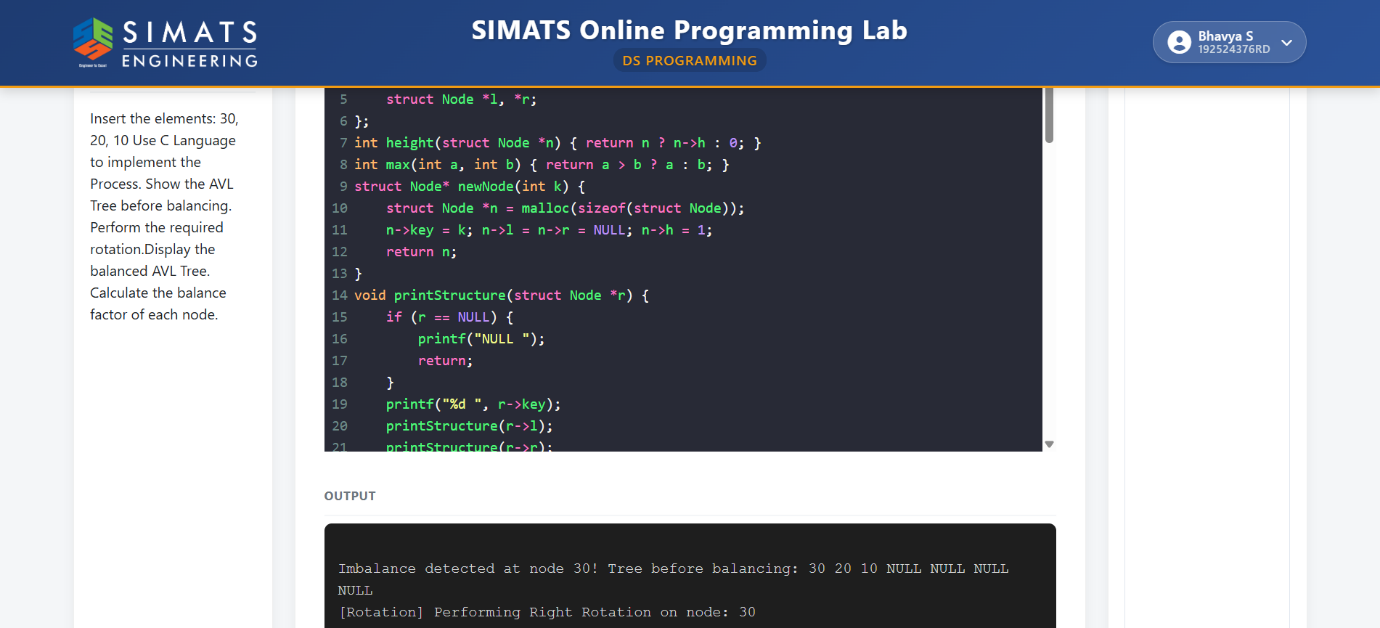 SIMATS
ENGINEERING
Engineer to Excel
SIMATS Online Programming Lab
DS PROGRAMMING
Bhavya S
192524376RD
Insert the elements: 30,
20, 10 Use C Language
to implement the
Process. Show the AVL
Tree before balancing.
Perform the required
rotation.Display the
balanced AVL Tree.
Calculate the balance
factor of each node.
5     struct Node *l, *r;
6 };
7 int height(struct Node *n) { return n ? n->h : 0; }
8 int max(int a, int b) { return a > b ? a : b; }
9 struct Node* newNode(int k) {
10     struct Node *n = malloc(sizeof(struct Node));
11     n->key = k; n->l = n->r = NULL; n->h = 1;
12     return n;
13 }
14 void printStructure(struct Node *r) {
15     if (r == NULL) {
16         printf("NULL ");
17         return;
18     }
19     printf("%d ", r->key);
20     printStructure(r->l);
21     printStructure(r->r);
OUTPUT
Imbalance detected at node 30! Tree before balancing: 30 20 10 NULL NULL NULL
NULL
[Rotation] Performing Right Rotation on node: 30